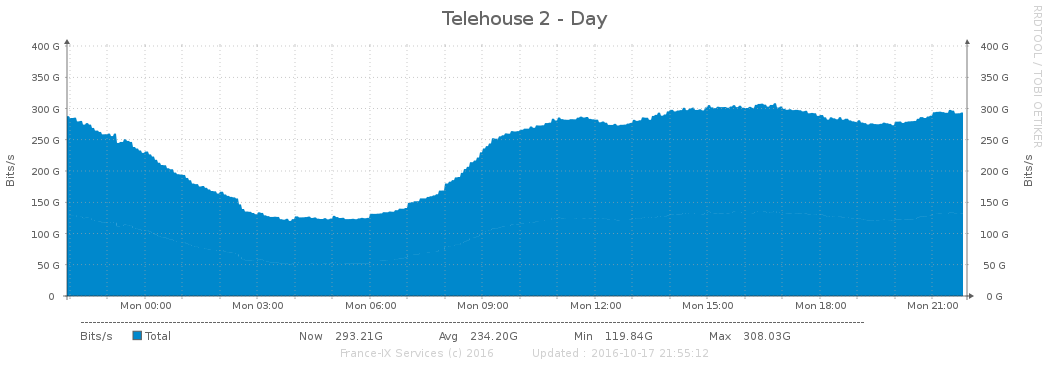 Telehouse 2 - Day
RRDTOOL / TOBI OETIKER
Bits/s
400 G 400 G
350 G 350 G
300 G 300 G
250 G 250 G
200 G 200 G
150 G 150 G
100 G 100 G
50 G 50 G
0 0 G
Bits/s
Mon 00:00 Mon 03:00 Mon 06:00 Mon 09:00 Mon 12:00 Mon 15:00 Mon 18:00 Mon 21:00
Bits/s Total Now 293.21G Avg 234.20G Min 119.84G Max 308.03G
France-IX Services (c) 2016 Updated : 2016-10-17 21:55:12